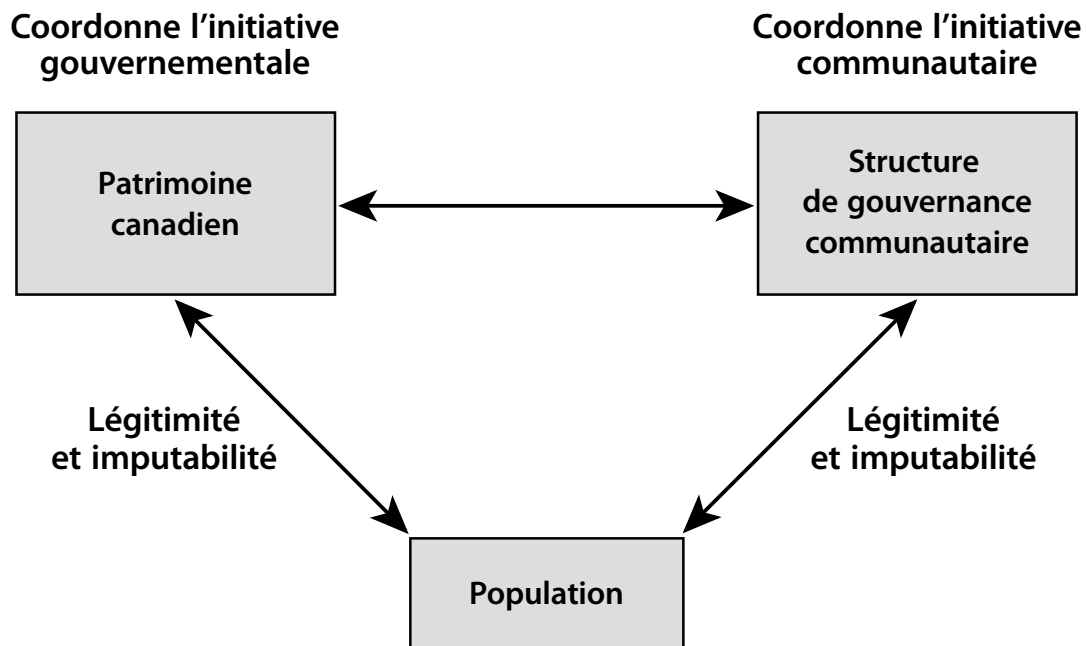 Coordonne l’initiative
gouvernementale
Coordonne l’initiative
communautaire
Patrimoine
canadien
Structure
de gouvernance
communautaire
Légitimité
et imputabilité
Légitimité
et imputabilité
Population